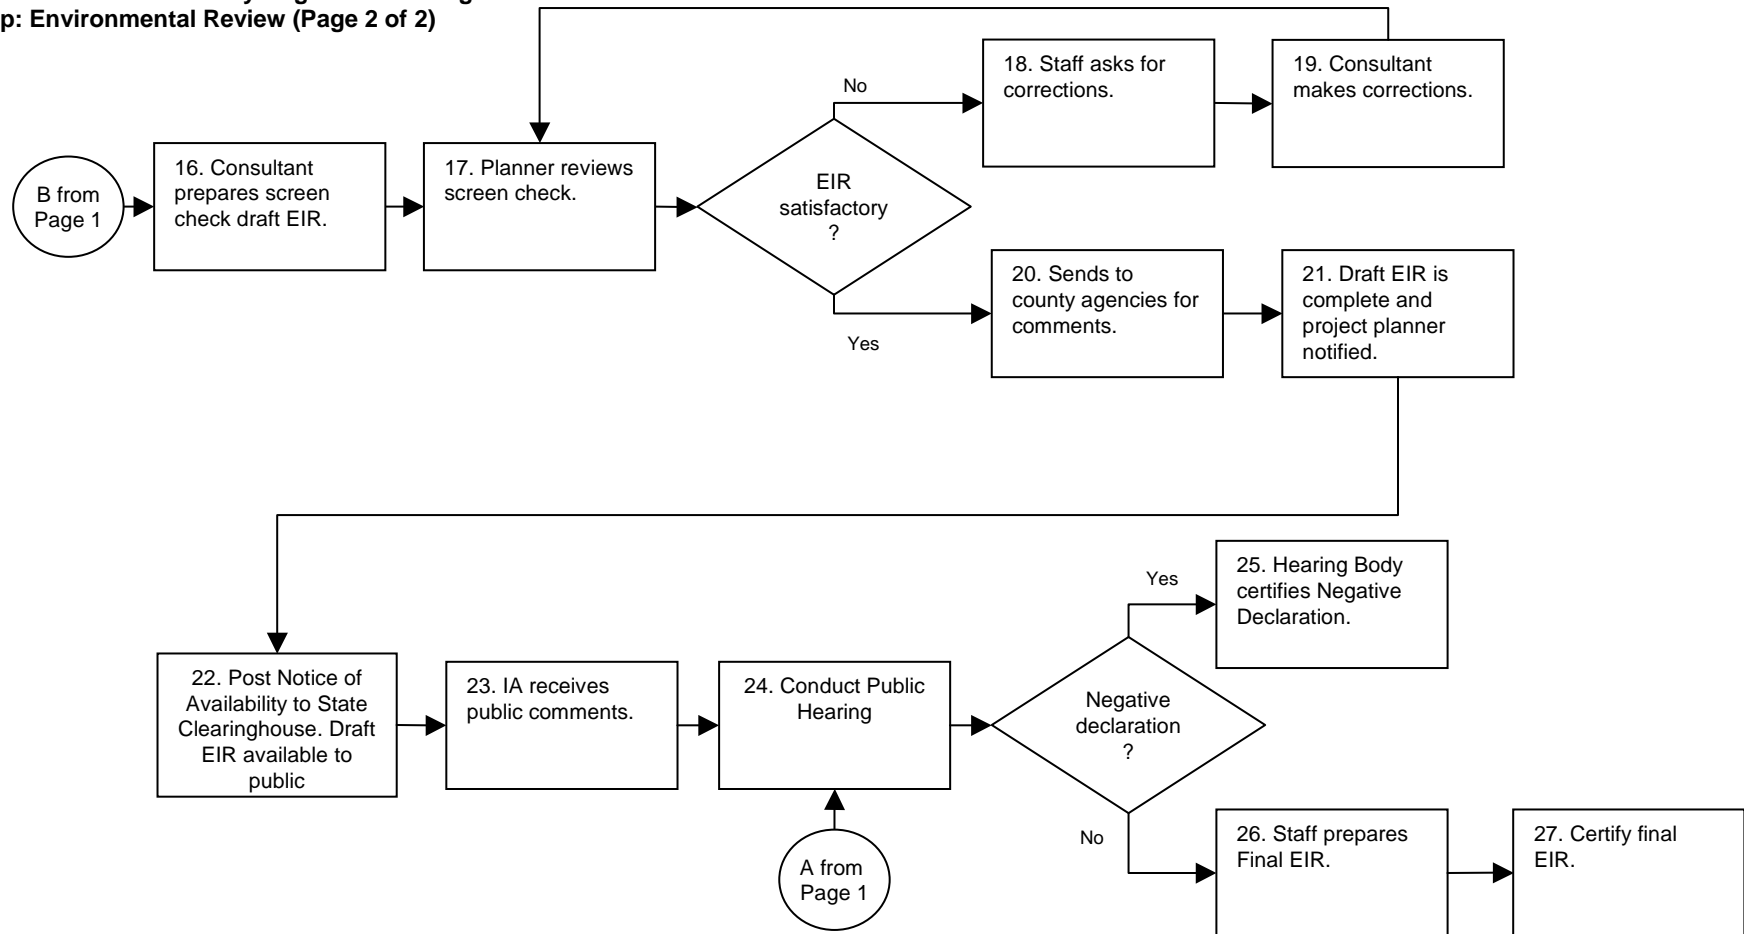 p: Environmental Review (Page 2 of 2)
B from
Page 1
16. Consultant
prepares screen
check draft EIR.
17. Planner reviews
screen check.
EIR
satisfactory
?
No
18. Staff asks for
corrections.
19. Consultant
makes corrections.
Yes
20. Sends to
county agencies for
comments.
21. Draft EIR is
complete and
project planner
notified.
22. Post Notice of
Availability to State
Clearinghouse. Draft
EIR available to
public
23. IA receives
public comments.
24. Conduct Public
Hearing
A from
Page 1
Negative
declaration
?
Yes
25. Hearing Body
certifies Negative
Declaration.
No
26. Staff prepares
Final EIR.
27. Certify final
EIR.